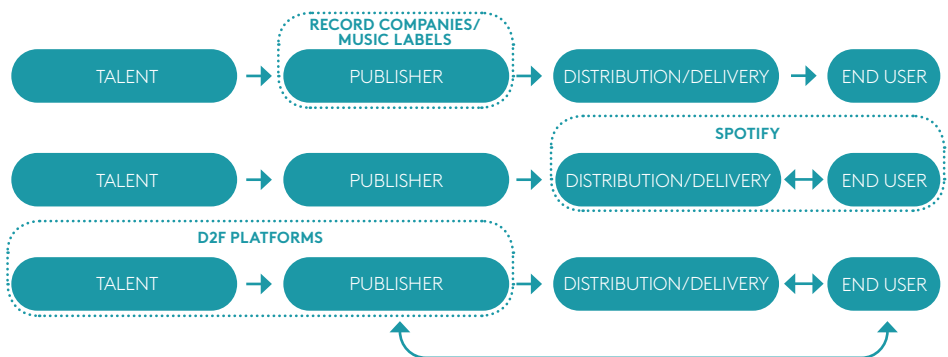 RECORD COMPANIES/
MUSIC LABELS
TALENT PUBLISHER DISTRIBUTION/DELIVERY END USER
SPOTIFY
TALENT PUBLISHER DISTRIBUTION/DELIVERY END USER
D2F PLATFORMS
TALENT PUBLISHER DISTRIBUTION/DELIVERY END USER